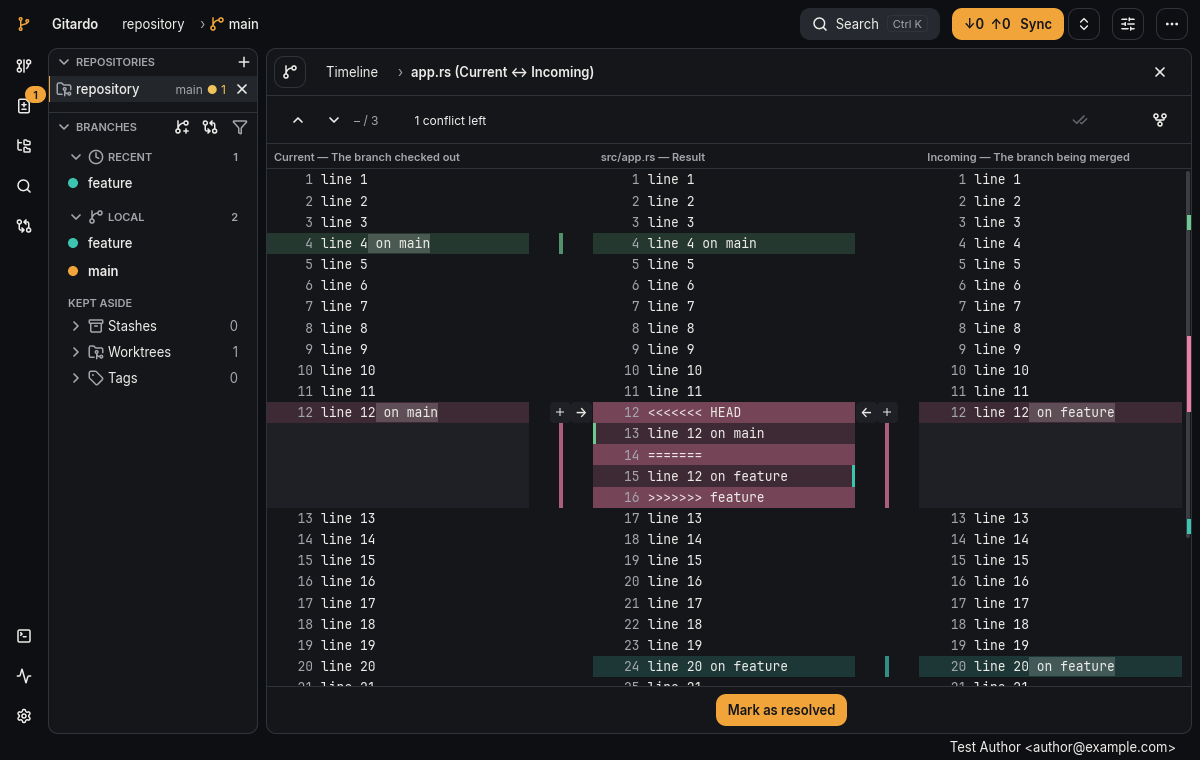 Gitardo repository › main Search Ctrl K ↓0 ↑0 Sync
REPOSITORIES
repository main 1
1
BRANCHES
RECENT 1
feature
LOCAL 2
feature
main
KEPT ASIDE
Stashes 0
Worktrees 1
Tags 0
Timeline › app.rs (Current ↔ Incoming)
– / 3 1 conflict left
Current — The branch checked out
1 line 1
2 line 2
3 line 3
4 line 4 on main
5 line 5
6 line 6
7 line 7
8 line 8
9 line 9
10 line 10
11 line 11
12 line 12 on main
13 line 13
14 line 14
15 line 15
16 line 16
17 line 17
18 line 18
19 line 19
20 line 20
21 line 21
src/app.rs — Result
1 line 1
2 line 2
3 line 3
4 line 4 on main
5 line 5
6 line 6
7 line 7
8 line 8
9 line 9
10 line 10
11 line 11
12 <<<<<<< HEAD
13 line 12 on main
14 =======
15 line 12 on feature
16 >>>>>>> feature
17 line 13
18 line 14
19 line 15
20 line 16
21 line 17
22 line 18
23 line 19
24 line 20 on feature
25 line 21
Incoming — The branch being merged
1 line 1
2 line 2
3 line 3
4 line 4
5 line 5
6 line 6
7 line 7
8 line 8
9 line 9
10 line 10
11 line 11
12 line 12 on feature
13 line 13
14 line 14
15 line 15
16 line 16
17 line 17
18 line 18
19 line 19
20 line 20 on feature
21 line 21
Mark as resolved
Test Author <author@example.com>